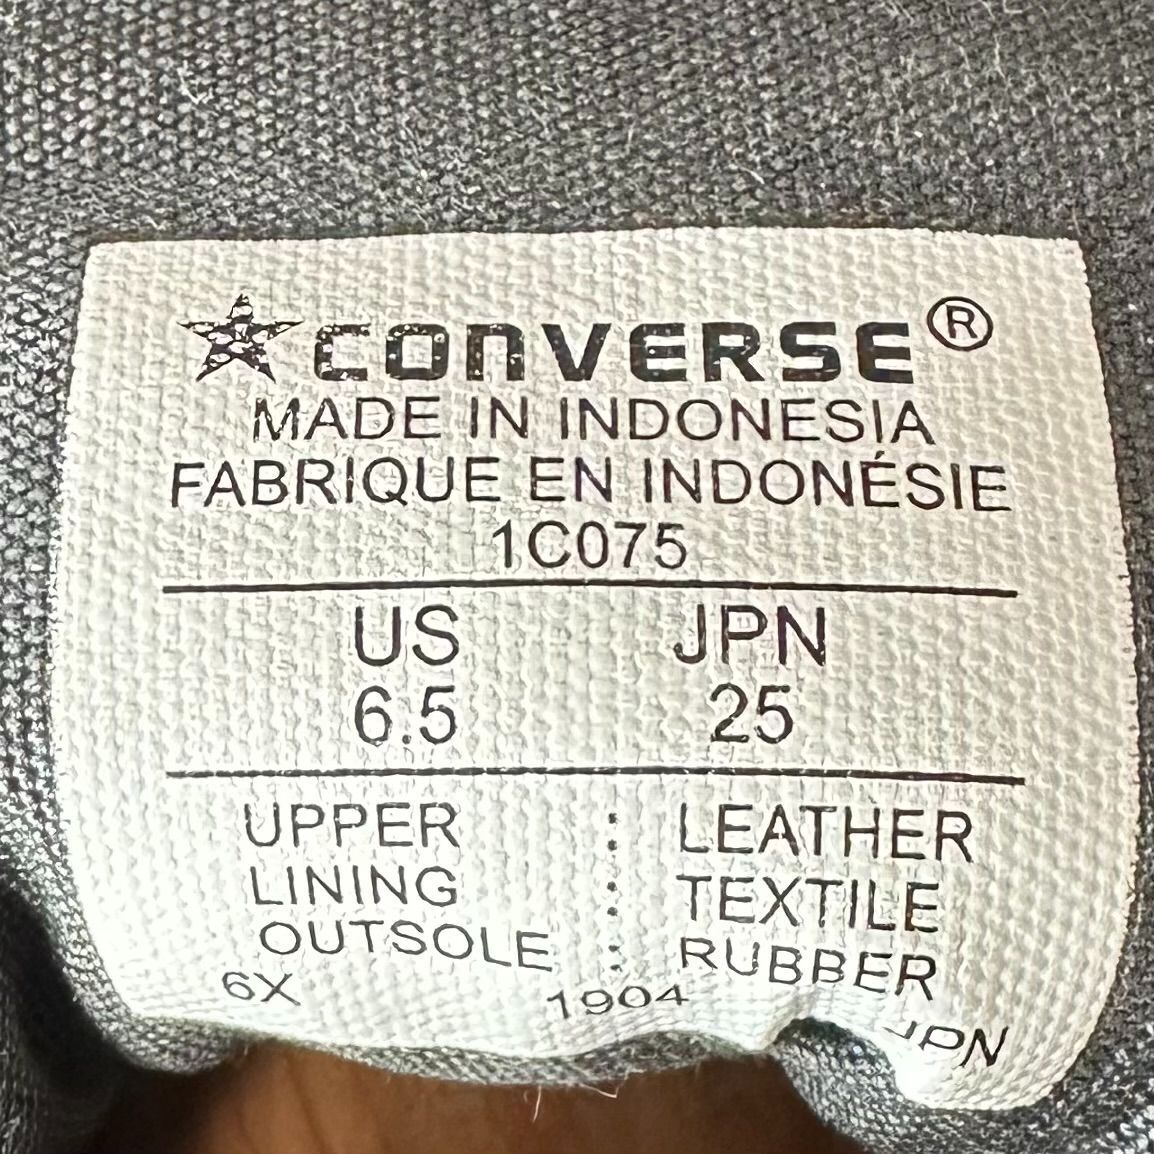 CONVERSE®
MADE IN INDONESIA
FABRIQUE EN INDONÉSIE
1C075
US JPN
6.5 25
UPPER : LEATHER
LINING : TEXTILE
OUTSOLE : RUBBER
6X 1904 JPN